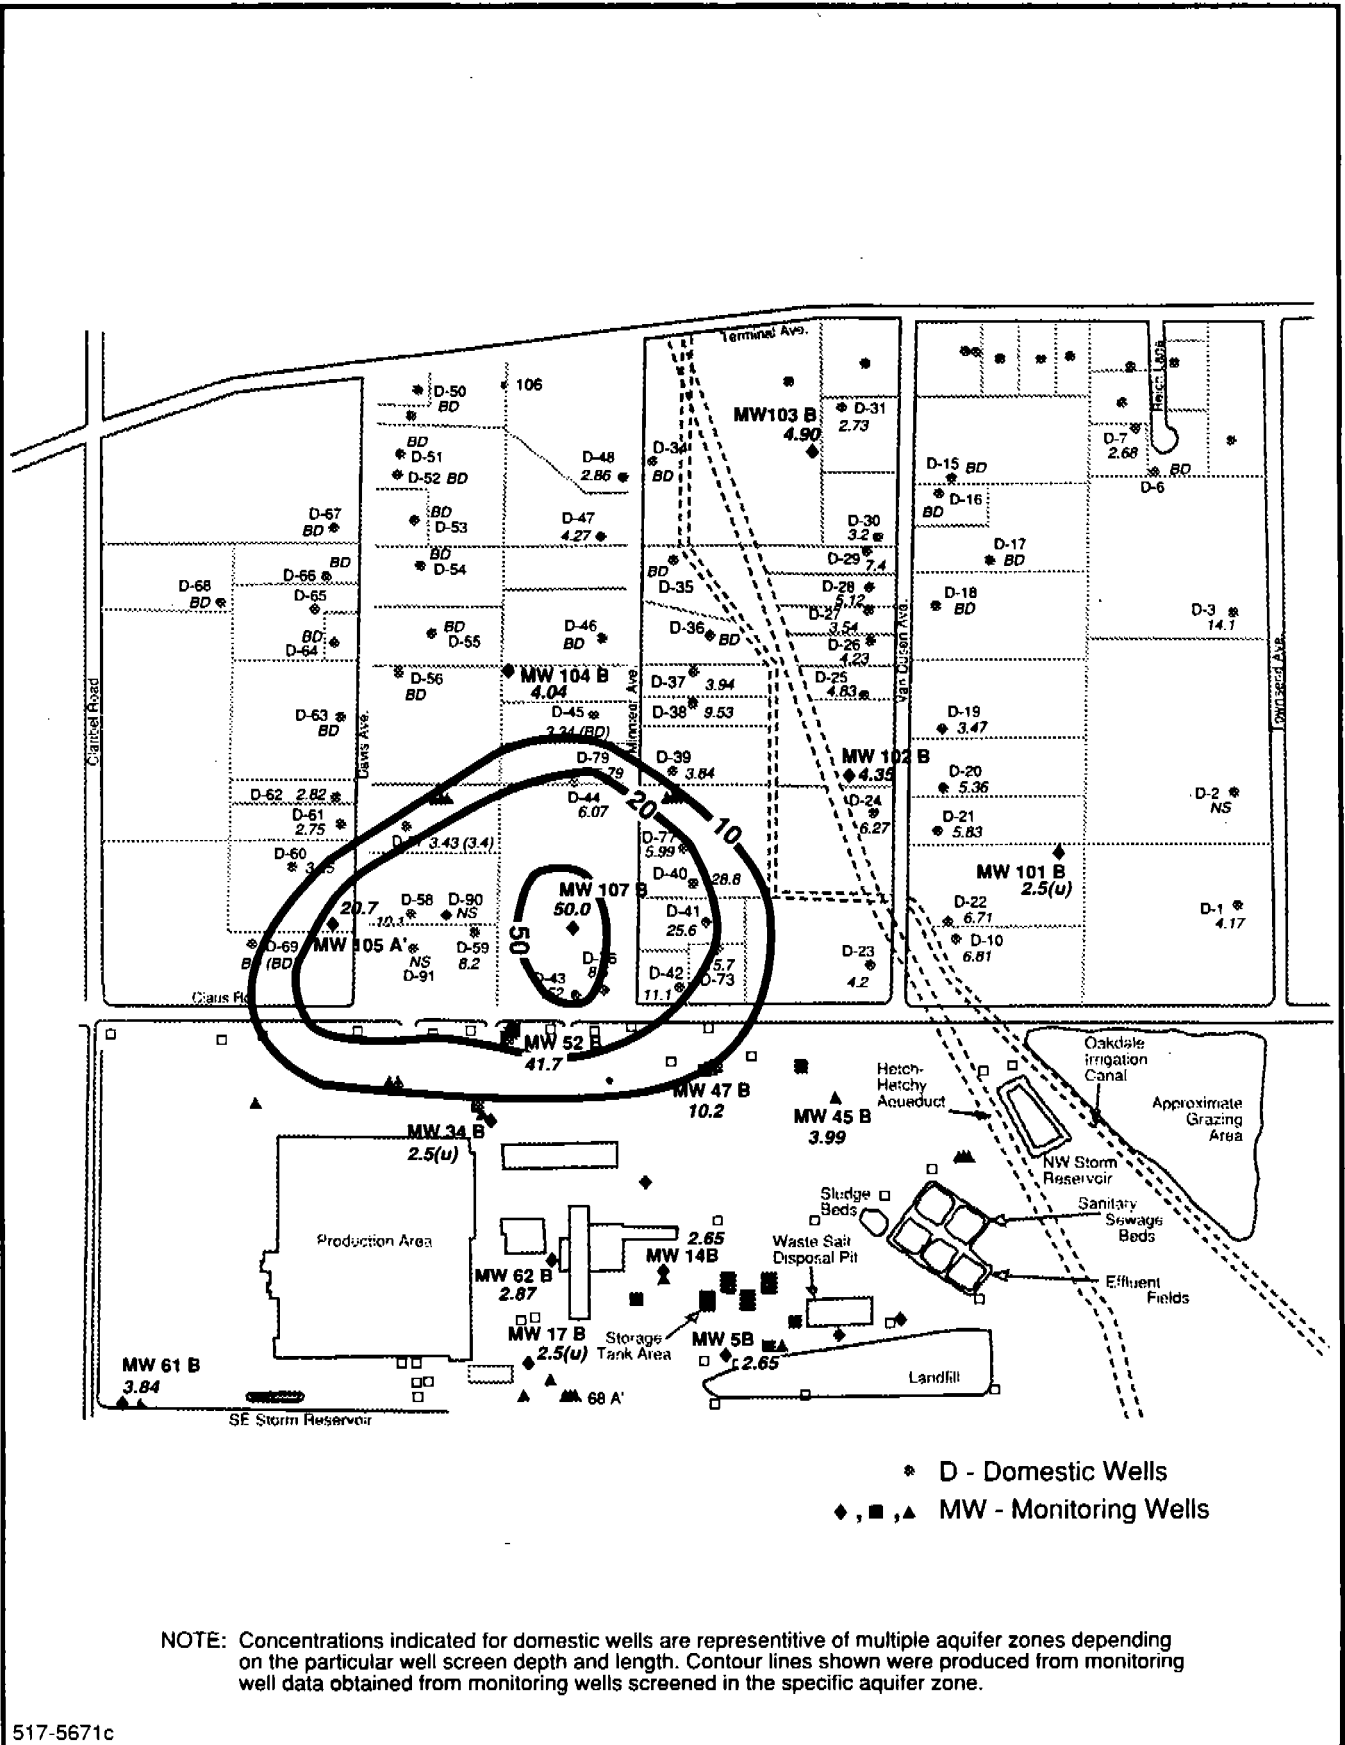 Terminal Ave.
106
D-50
BD
MW103 B
4.90
D-31
2.73
Hetch Lane
D-7
2.68
BD
D-6
BD
D-51
D-52 BD
D-48
2.86
D-34
BD
D-15 BD
D-16
BD
D-67
BD
BD
D-53
D-47
4.27
D-30
3.2
D-29
7.4
D-17
BD
BD
D-54
BD
D-66
D-65
D-68
BD
BD
D-35
D-28
5.12
D-27
3.54
D-26
4.23
D-18
BD
D-3
14.1
BD
D-64
BD
D-55
D-46
BD
D-36
BD
D-56
BD
MW 104 B
4.04
D-37
3.94
D-25
4.83
Van Dusen Ave.
Claribel Road
Davis Ave.
Minnear Ave
Townsend Ave.
D-63
BD
D-45
3.34 (BD)
D-38
9.53
D-19
3.47
D-79
.79
D-39
3.84
MW 102 B
4.35
D-20
5.36
D-2
NS
D-62 2.82
D-61
2.75
D-44
6.07
20
10
D-24
6.27
D-21
5.83
3.43 (3.4)
D-77
5.99
D-60
D-40
28.8
MW 101 B
2.5(u)
MW 107 B
50.0
50
20.7
MW 105 A'
D-58
10.1
D-90
NS
D-59
8.2
NS
D-91
D-41
25.6
D-22
6.71
D-10
6.81
D-1
4.17
D-69
(BD)
D-43
D-42
11.1
5.7
D-73
D-23
4.2
Claus
MW 52 B
41.7
MW 47 B
10.2
MW 45 B
3.99
Hetch-
Hetchy
Aqueduct
Oakdale
Irrigation
Canal
Approximate
Grazing
Area
MW 34 B
2.5(u)
NW Storm
Reservoir
Sludge
Beds
Sanitary
Sewage
Beds
Production Area
2.65
MW 14B
Waste Salt
Disposal Pit
MW 62 B
2.87
Effluent
Fields
MW 17 B
2.5(u)
Storage
Tank Area
MW 5B
2.65
MW 61 B
3.84
Landfill
68 A'
SE Storm Reservoir
D - Domestic Wells
, , MW - Monitoring Wells
NOTE: Concentrations indicated for domestic wells are representitive of multiple aquifer zones depending
on the particular well screen depth and length. Contour lines shown were produced from monitoring
well data obtained from monitoring wells screened in the specific aquifer zone.
517-5671c